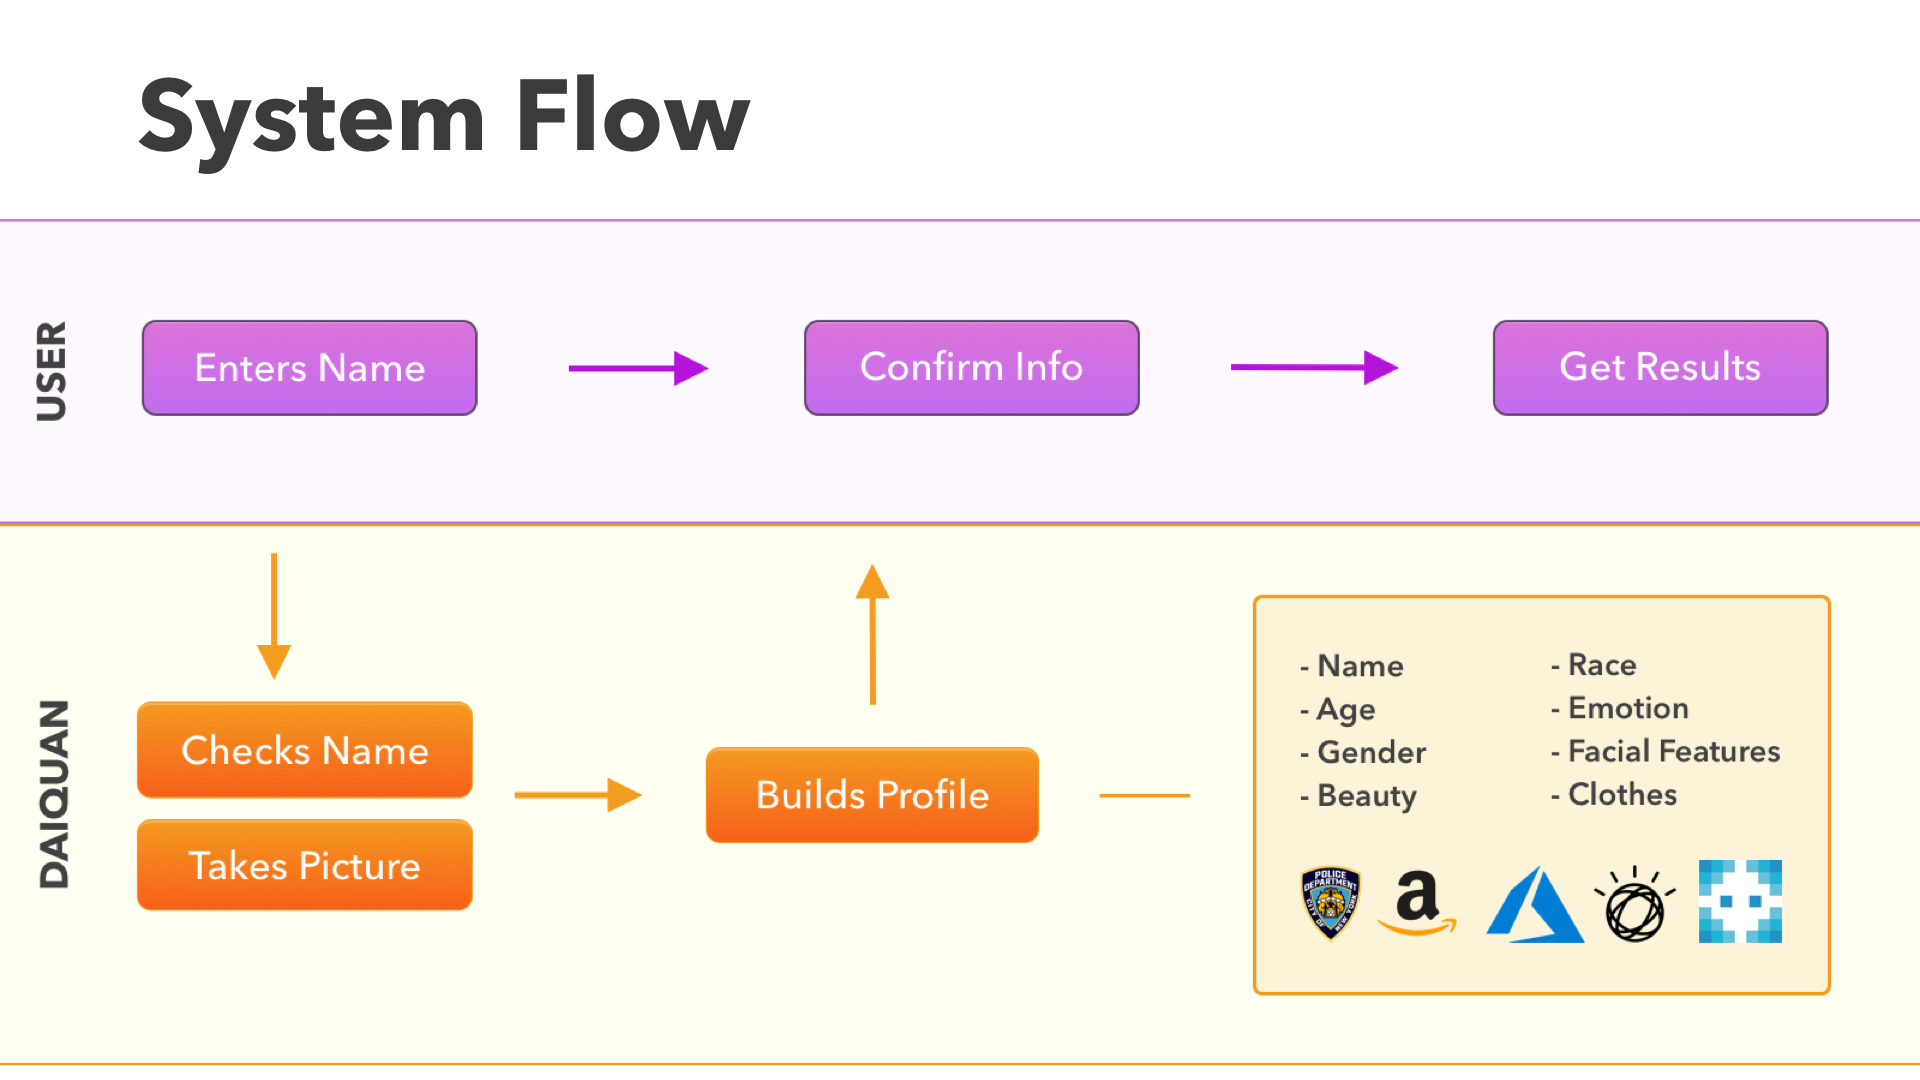 System Flow
USER
Enters Name
Confirm Info
Get Results
DAIQUAN
Checks Name
Takes Picture
Builds Profile
- Name
- Age
- Gender
- Beauty
- Race
- Emotion
- Facial Features
- Clothes
POLICE
DEPARTMENT
CITY OF
NEW YORK
a